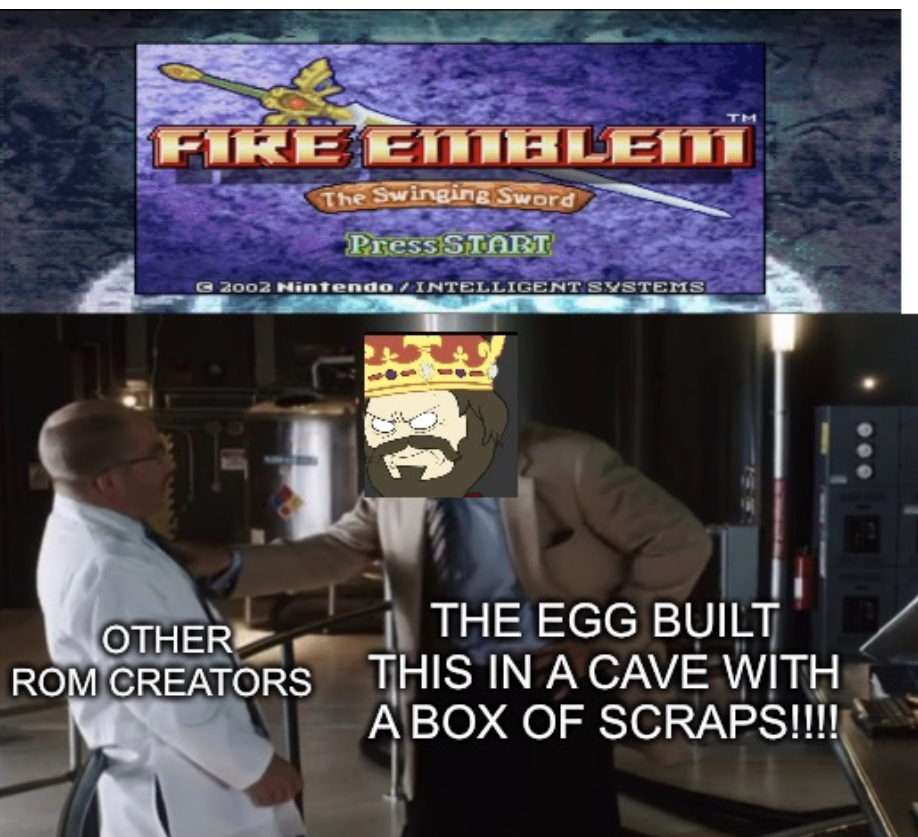 TM
FIRE EMBLEM
The Swinging Sword
Press START
© 2002 Nintendo / INTELLIGENT SYSTEMS
OTHER
ROM CREATORS
THE EGG BUILT
THIS IN A CAVE WITH
A BOX OF SCRAPS!!!!